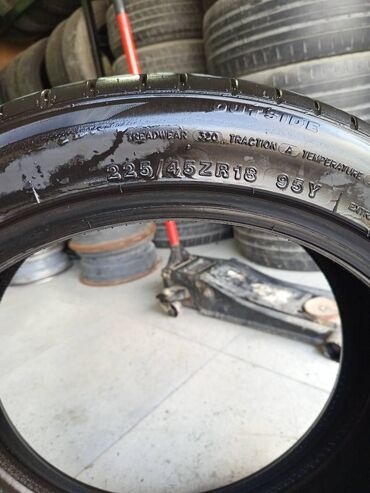 OUTSIDE
TREADWEAR 320 TRACTION A TEMPERATURE
225/45ZR18 95Y